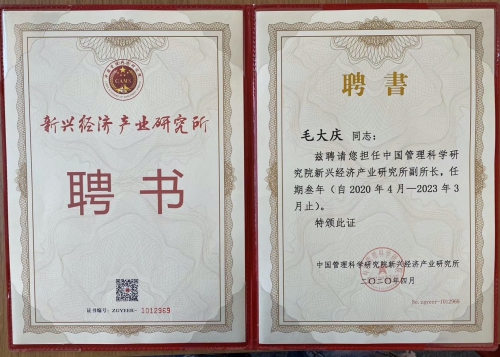 CAMS
新兴经济产业研究所
聘书
证书编号：ZGYEER-1012969
聘書
毛大庆 同志：
兹聘请您担任中国管理科学研
究院新兴经济产业研究所副所长，任
期叁年（自2020年4月—2023年3
月止）。
特颁此证
中国管理科学研究院新兴经济产业研究所
二〇二〇年四月